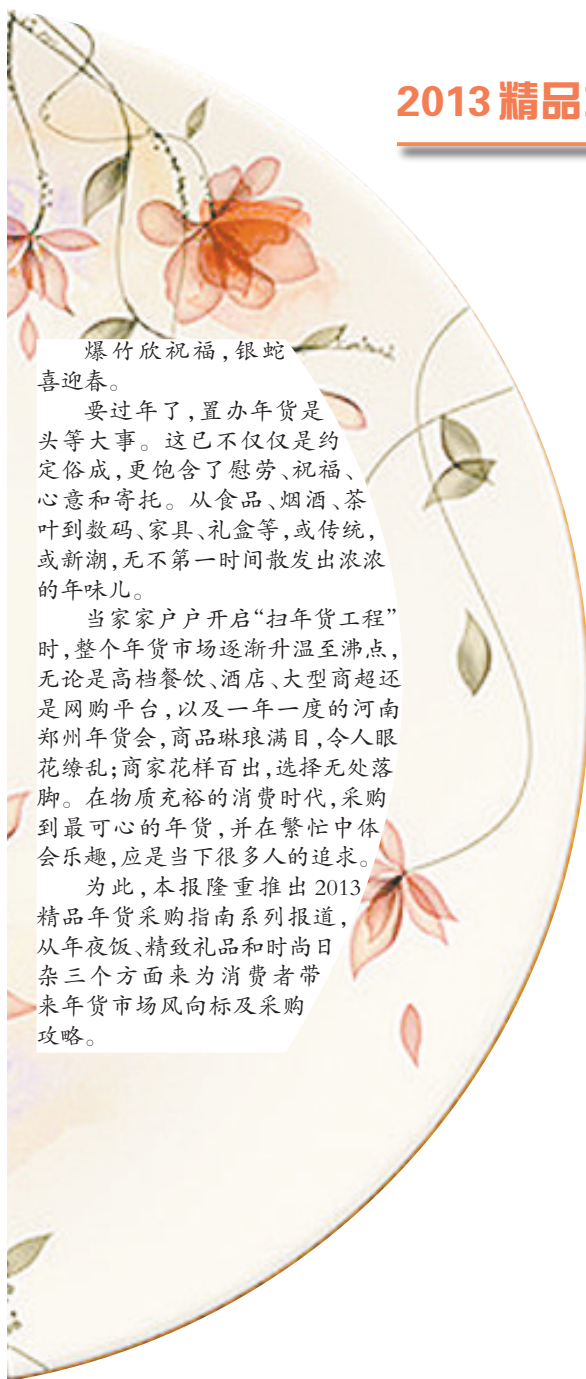 2013精品
爆竹欣祝福,银蛇
喜迎春。
要过年了,置办年货是
头等大事。这已不仅仅是约
定俗成,更饱含了慰劳、祝福、
心意和寄托。从食品、烟酒、茶
叶到数码、家具、礼盒等,或传统,
或新潮,无不第一时间散发出浓浓
的年味儿。
当家家户户开启“扫年货工程”
时,整个年货市场逐渐升温至沸点,
无论是高档餐饮、酒店、大型商超还
是网购平台,以及一年一度的河南
郑州年货会,商品琳琅满目,令人眼
花缭乱;商家花样百出,选择无处落
脚。在物质充裕的消费时代,采购
到最可心的年货,并在繁忙中体
会乐趣,应是当下很多人的追求。
为此,本报隆重推出 2013
精品年货采购指南系列报道,
从年夜饭、精致礼品和时尚日
杂三个方面来为消费者带
来年货市场风向标及采购
攻略。